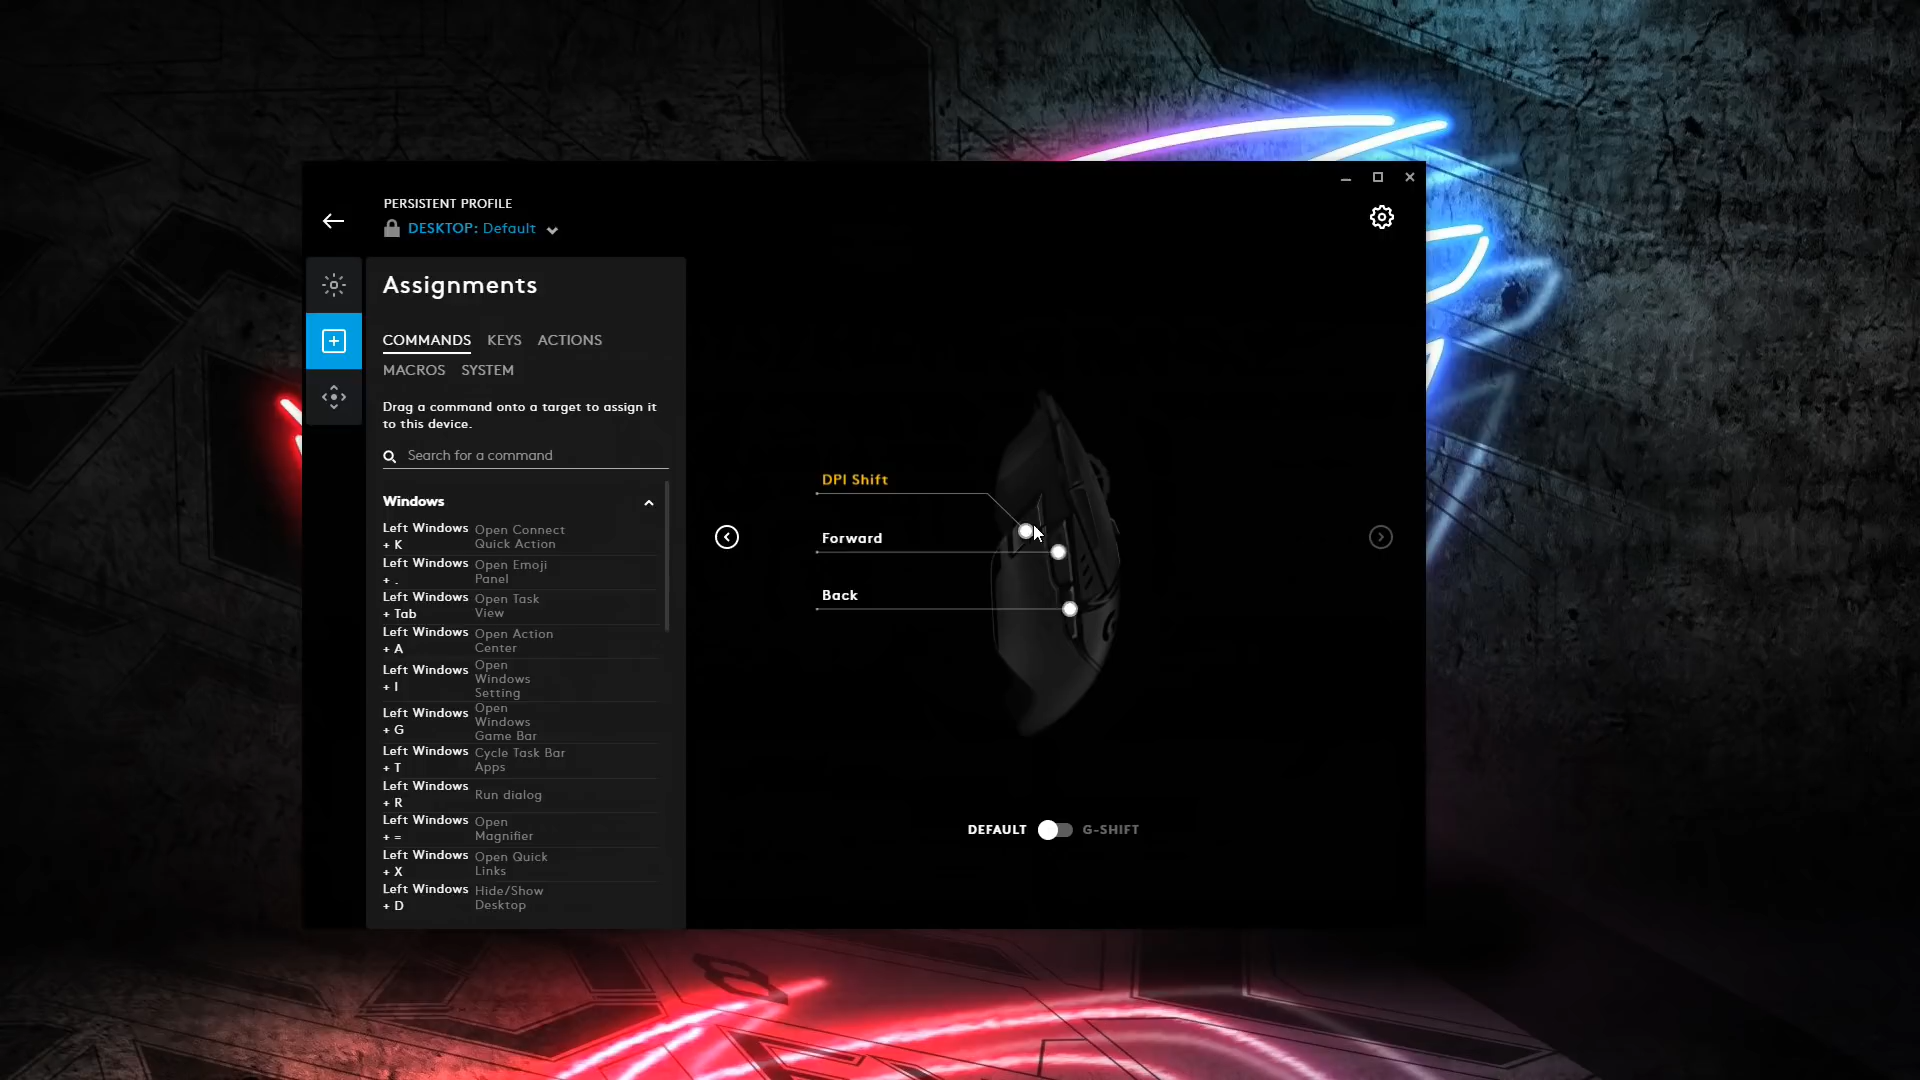 PERSISTENT PROFILE
DESKTOP: Default
Assignments
COMMANDS KEYS ACTIONS
MACROS SYSTEM
Drag a command onto a target to assign it
to this device.
Search for a command
Windows
Left Windows
+ K
Open Connect
Quick Action
Left Windows
+ .
Open Emoji
Panel
Left Windows
+ Tab
Open Task
View
Left Windows
+ A
Open Action
Center
Left Windows
+ I
Open
Windows
Setting
Left Windows
+ G
Open
Windows
Game Bar
Left Windows
+ T
Cycle Task Bar
Apps
Left Windows
+ R
Run dialog
Left Windows
+ =
Open
Magnifier
Left Windows
+ X
Open Quick
Links
Left Windows
+ D
Hide/Show
Desktop
DPI Shift
Forward
Back
DEFAULT G-SHIFT